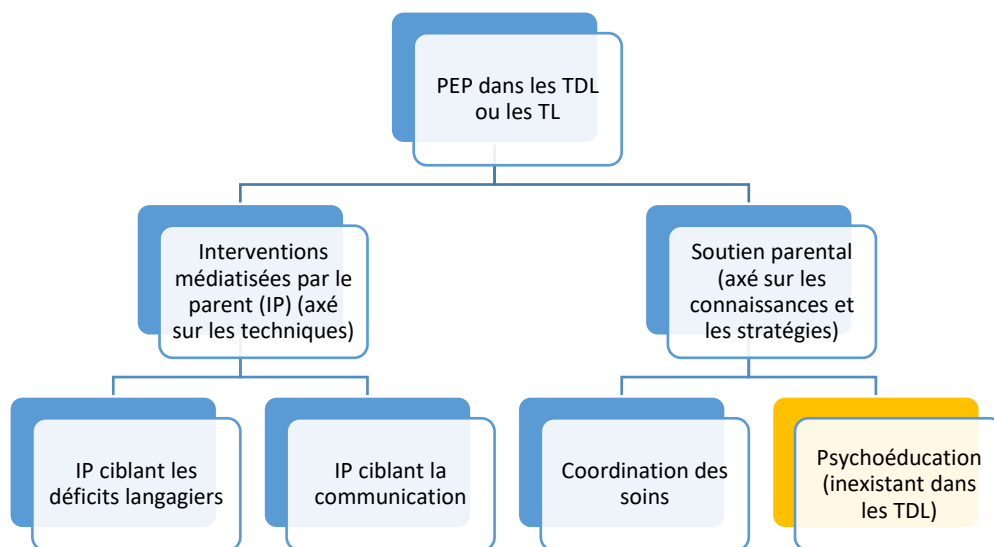 PEP dans les TDL
ou les TL
Interventions
médiatisées par le
parent (IP) (axé
sur les techniques)
Soutien parental
(axé sur les
connaissances et
les stratégies)
IP ciblant les
déficits langagiers
IP ciblant la
communication
Coordination des
soins
Psychoéducation
(inexistant dans
les TDL)